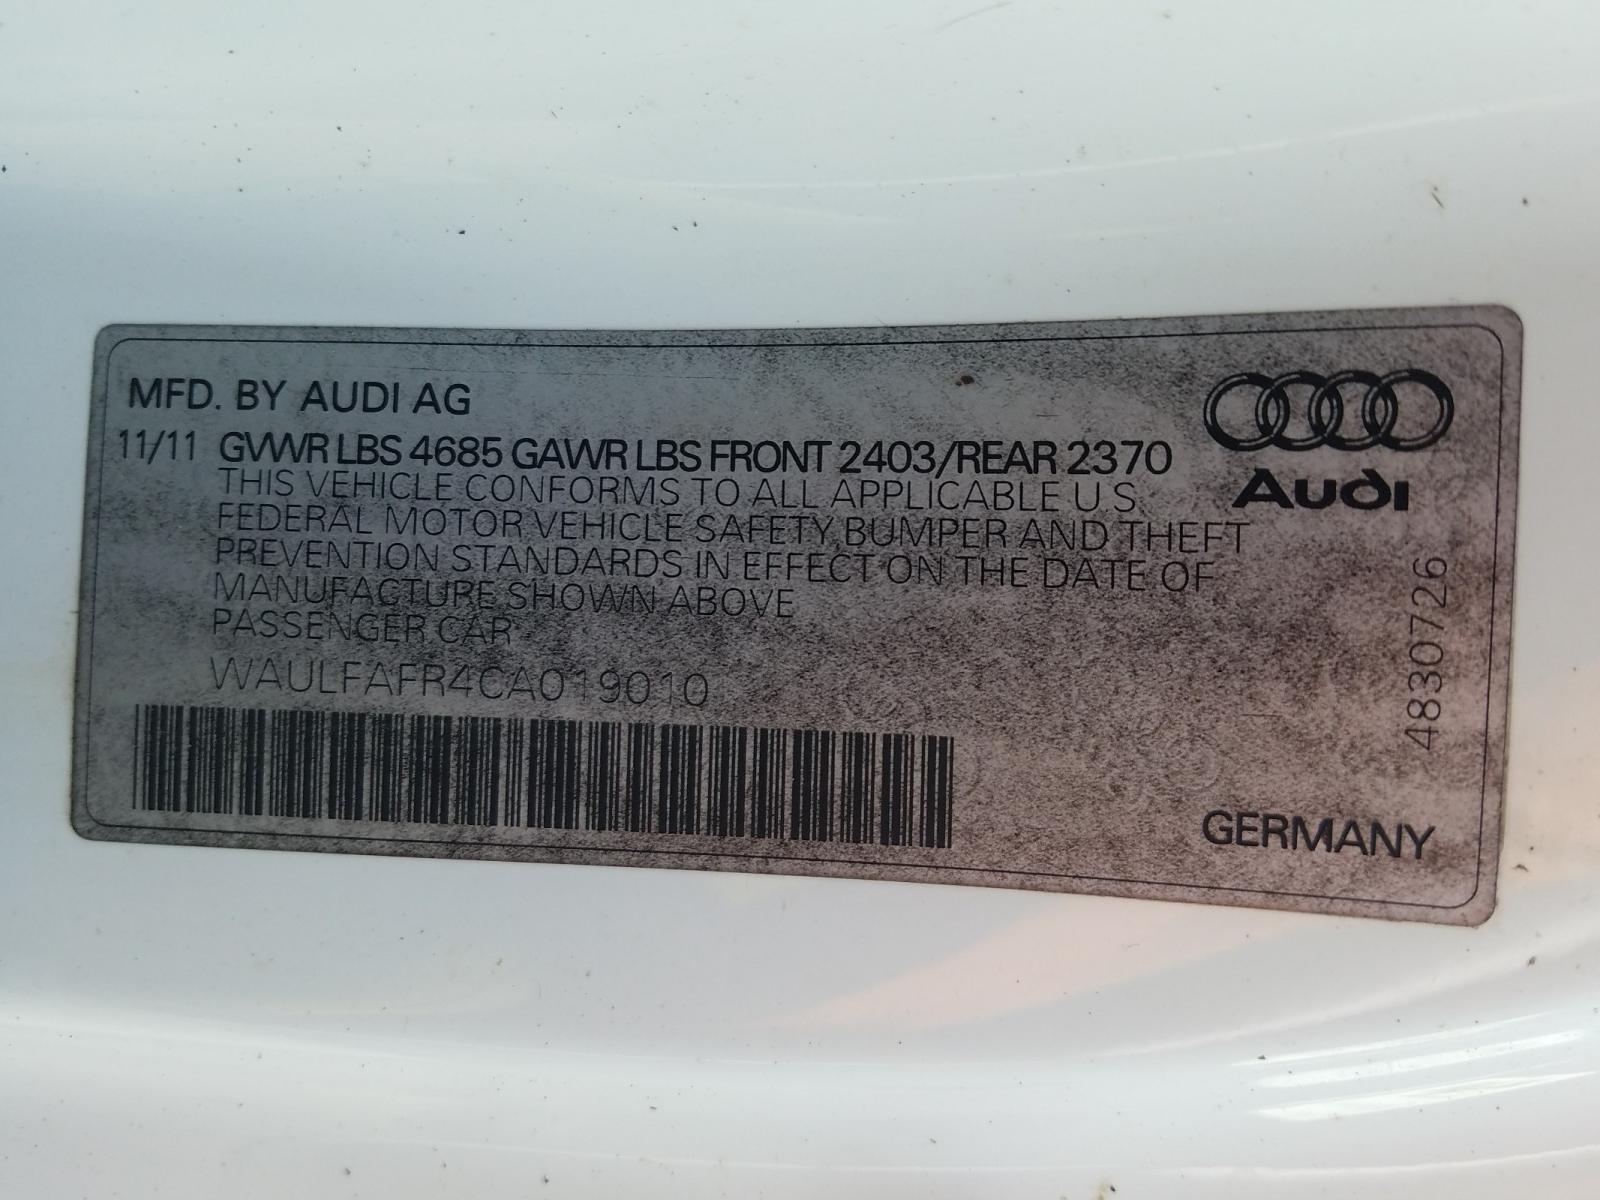 MFD. BY AUDI AG
11/11 GVWR LBS 4685 GAWR LBS FRONT 2403/REAR 2370
THIS VEHICLE CONFORMS TO ALL APPLICABLE U.S.
FEDERAL MOTOR VEHICLE SAFETY, BUMPER AND THEFT
PREVENTION STANDARDS IN EFFECT ON THE DATE OF
MANUFACTURE SHOWN ABOVE
PASSENGER CAR
WAULFAFR4CA019010
Audi
48307726
GERMANY